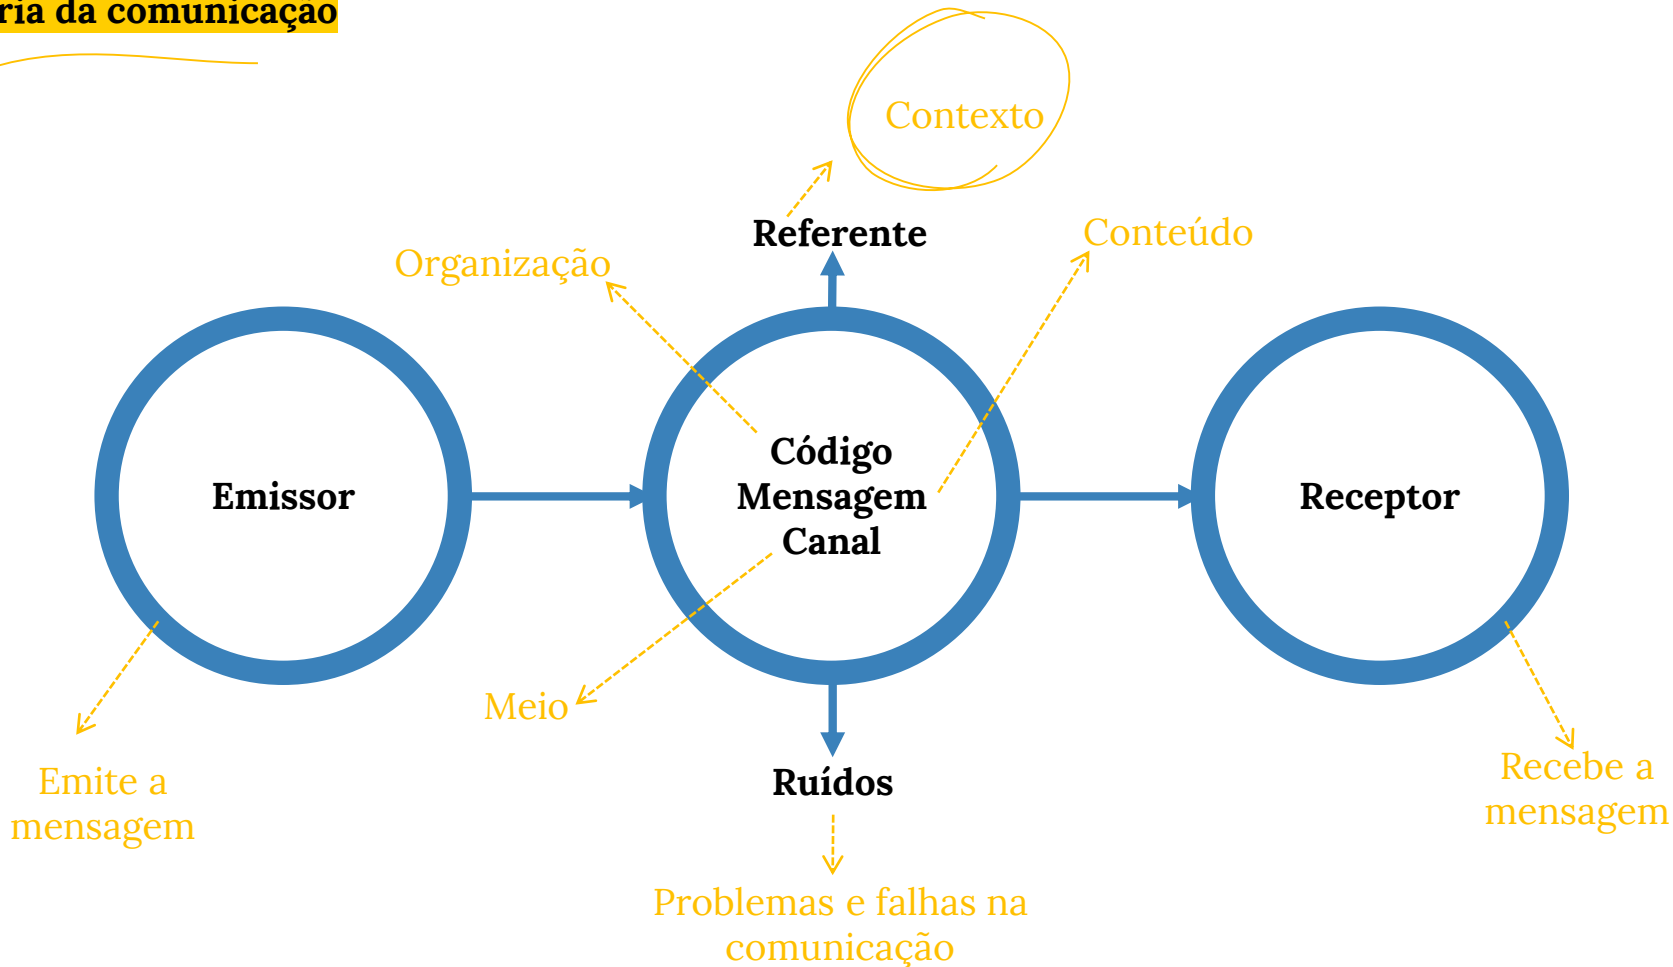 da comunicação
Contexto
Referente
Conteúdo
Organização
Código
Mensagem
Canal
Emissor
Receptor
Meio
Ruídos
Emite a
mensagem
Recebe a
mensagem
Problemas e falhas na
comunicação